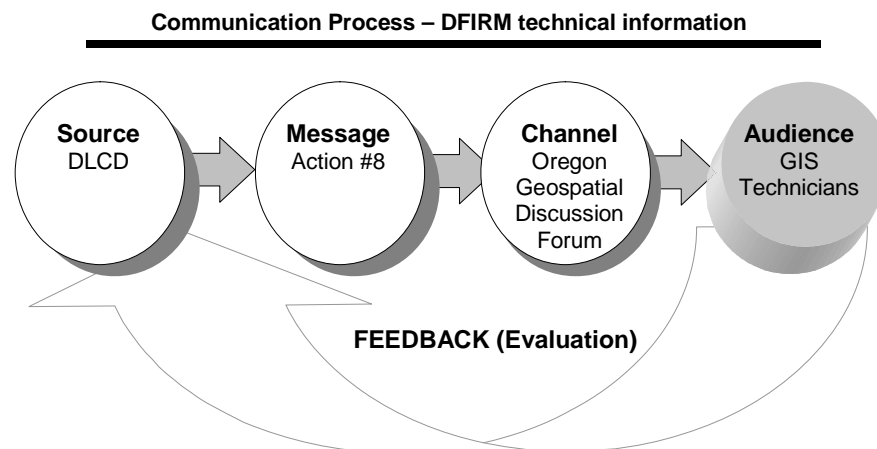 Communication Process – DFIRM technical information
Source
DLCD
Message
Action #8
Channel
Oregon
Geospatial
Discussion
Forum
Audience
GIS
Technicians
FEEDBACK (Evaluation)